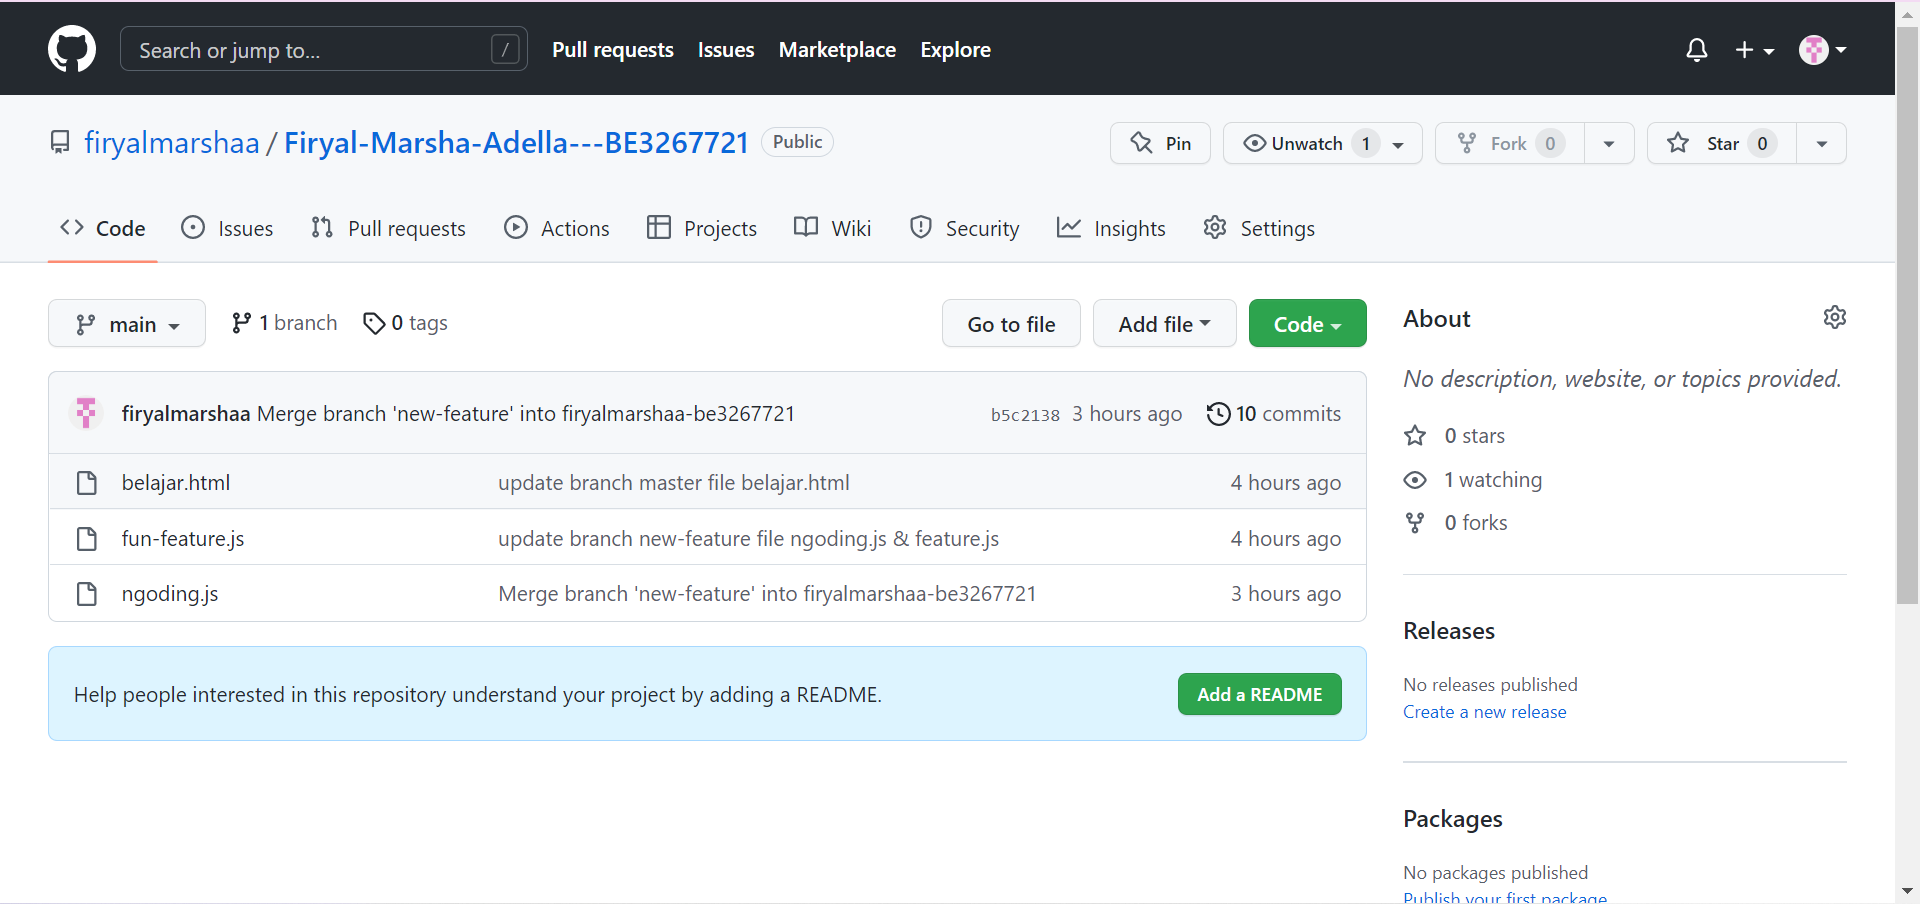 Search or jump to... /
Pull requests Issues Marketplace Explore
firyalmarshaa / Firyal-Marsha-Adella---BE3267721 Public
Pin Unwatch 1 Fork 0 Star 0
Code Issues Pull requests Actions Projects Wiki Security Insights Settings
main 1 branch 0 tags Go to file Add file Code
firyalmarshaa Merge branch 'new-feature' into firyalmarshaa-be3267721 b5c2138 3 hours ago 10 commits
belajar.html update branch master file belajar.html 4 hours ago
fun-feature.js update branch new-feature file ngoding.js & feature.js 4 hours ago
ngoding.js Merge branch 'new-feature' into firyalmarshaa-be3267721 3 hours ago
Help people interested in this repository understand your project by adding a README. Add a README
About
No description, website, or topics provided.
0 stars
1 watching
0 forks
Releases
No releases published
Create a new release
Packages
No packages published
Publish your first package